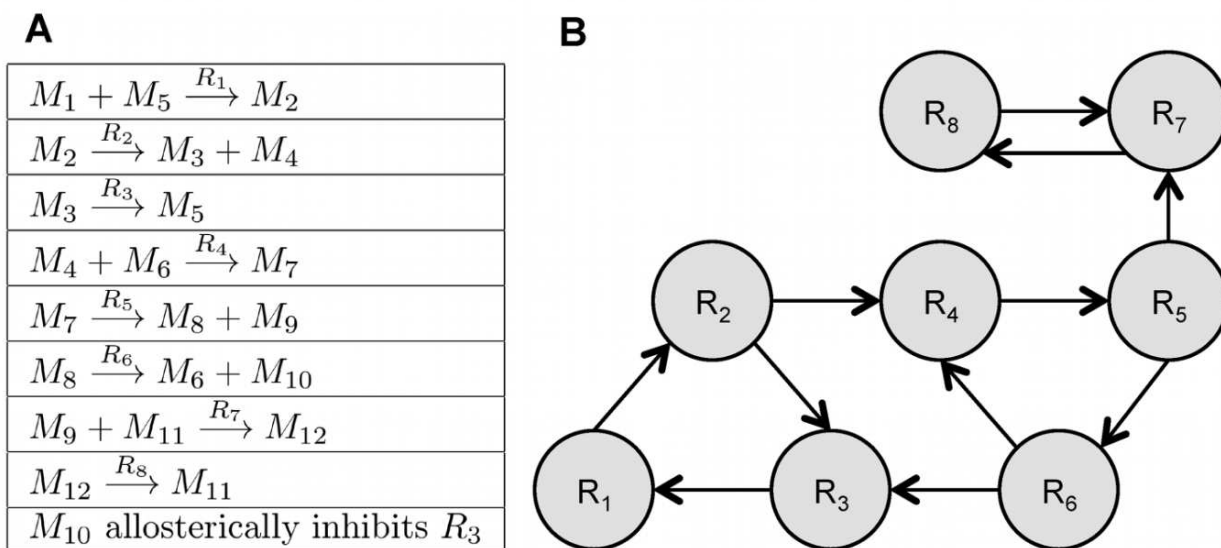 A
M₁ + M₅ —R₁→ M₂
M₂ —R₂→ M₃ + M₄
M₃ —R₃→ M₅
M₄ + M₆ —R₄→ M₇
M₇ —R₅→ M₈ + M₉
M₈ —R₆→ M₆ + M₁₀
M₉ + M₁₁ —R₇→ M₁₂
M₁₂ —R₈→ M₁₁
M₁₀ allosterically inhibits R₃
B
R₈ R₇
R₂ R₄ R₅
R₁ R₃ R₆